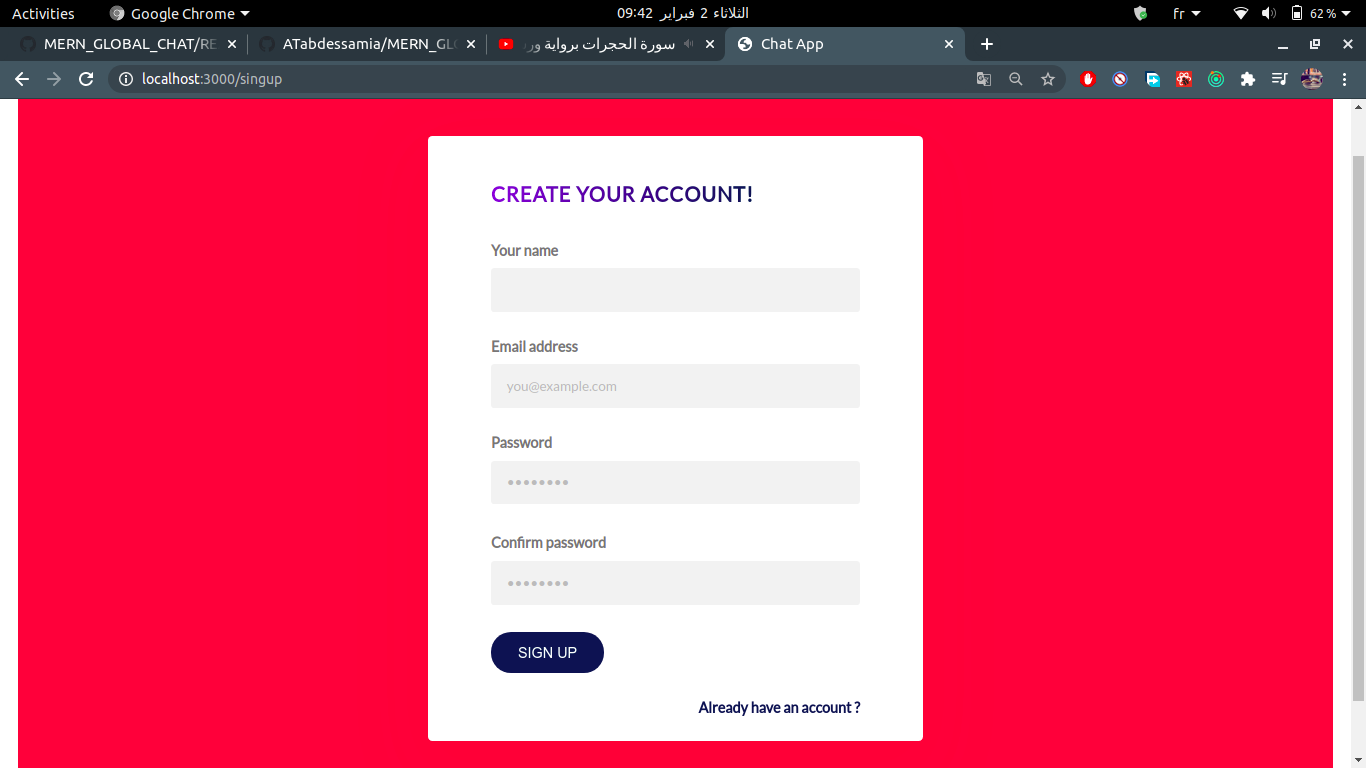 Activities Google Chrome الثلاثاء 2 فبراير 09:42 fr 62 %
MERN_GLOBAL_CHAT/RE ATabdessamia/MERN_GLO سورة الحجرات برواية ورش Chat App
localhost:3000/singup
CREATE YOUR ACCOUNT!
Your name
Email address
you@example.com
Password
••••••••
Confirm password
••••••••
SIGN UP
Already have an account ?